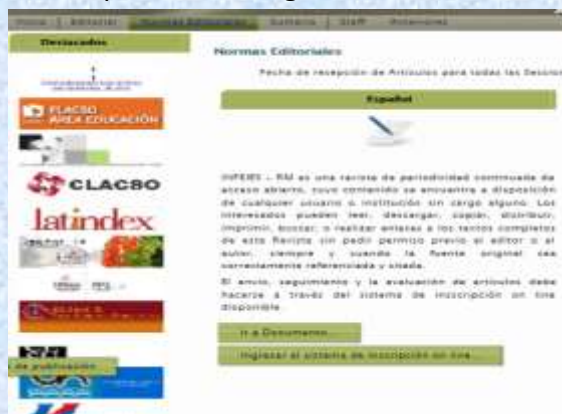 Inicio | Editorial Normas Editoriales Sumario | Staff Anteriores
Destacados
FLACSO
ÁREA EDUCACIÓN
CLACSO
latindex
de publicación
Normas Editoriales
Fecha de recepción de Artículos para todas las
Español
RM es una revista de periodicidad continuada de
acceso abierto, cuyo contenido se encuentra a disposición
de cualquier usuario o institución sin cargo alguno. Los
interesados pueden leer, descargar, copiar, distribuir,
imprimir, buscar, o realizar enlaces a los textos completos
de esta Revista sin pedir permiso previo al editor o al
autor, siempre y cuando la fuente original sea
correctamente referenciada y citada.
El envío, seguimiento y la evaluación de artículos debe
hacerse a través del sistema de inscripción on line
disponible.
Ir a Documento...
Ingresar al sistema de inscripción on line...